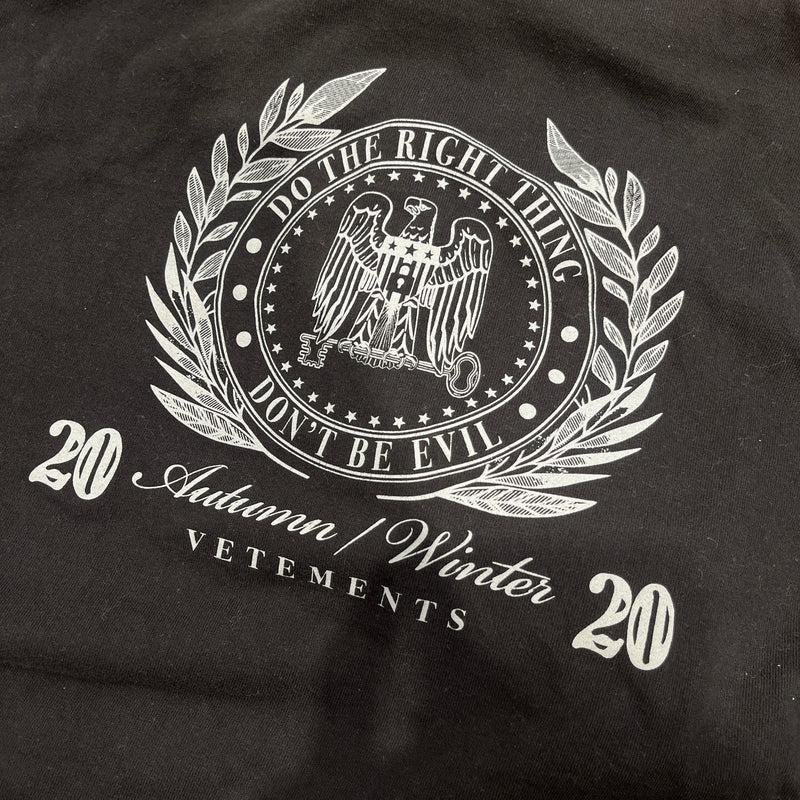 DO THE RIGHT THING
DON'T BE EVIL
20 Autumn / Winter 20
VETEMENTS